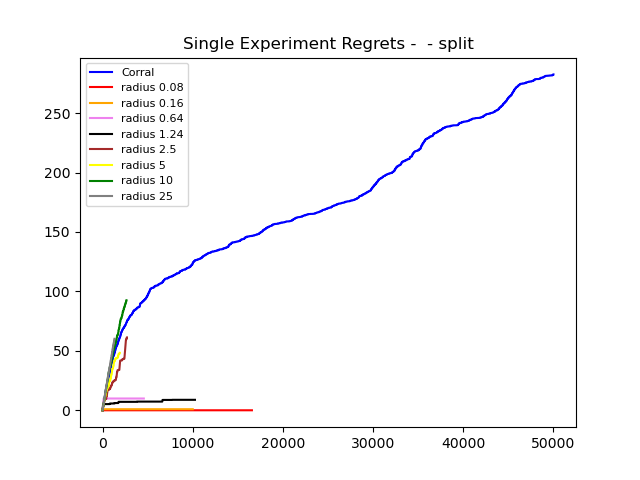 Single Experiment Regrets -  - split
Corral
radius 0.08
radius 0.16
radius 0.64
radius 1.24
radius 2.5
radius 5
radius 10
radius 25
250
200
150
100
50
0
0 10000 20000 30000 40000 50000